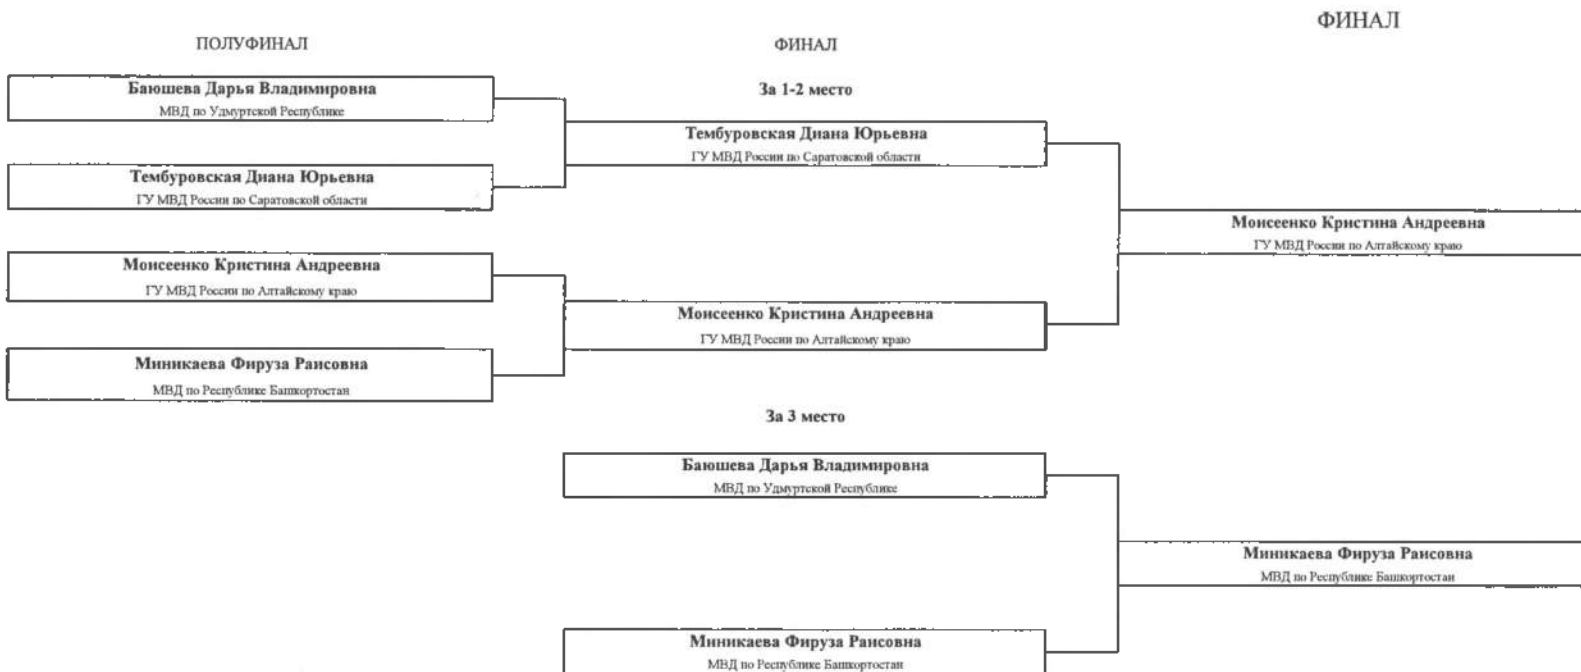 ФИНАЛ
ПОЛУФИНАЛ
ФИНАЛ
Баюшева Дарья Владимировна
МВД по Удмуртской Республике
За 1-2 место
Тембуровская Диана Юрьевна
ГУ МВД России по Саратовской области
Тембуровская Диана Юрьевна
ГУ МВД России по Саратовской области
Моисеенко Кристина Андреевна
ГУ МВД России по Алтайскому краю
Моисеенко Кристина Андреевна
ГУ МВД России по Алтайскому краю
Моисеенко Кристина Андреевна
ГУ МВД России по Алтайскому краю
Миникаева Фируза Раисовна
МВД по Республике Башкортостан
За 3 место
Баюшева Дарья Владимировна
МВД по Удмуртской Республике
Миникаева Фируза Раисовна
МВД по Республике Башкортостан
Миникаева Фируза Раисовна
МВД по Республике Башкортостан